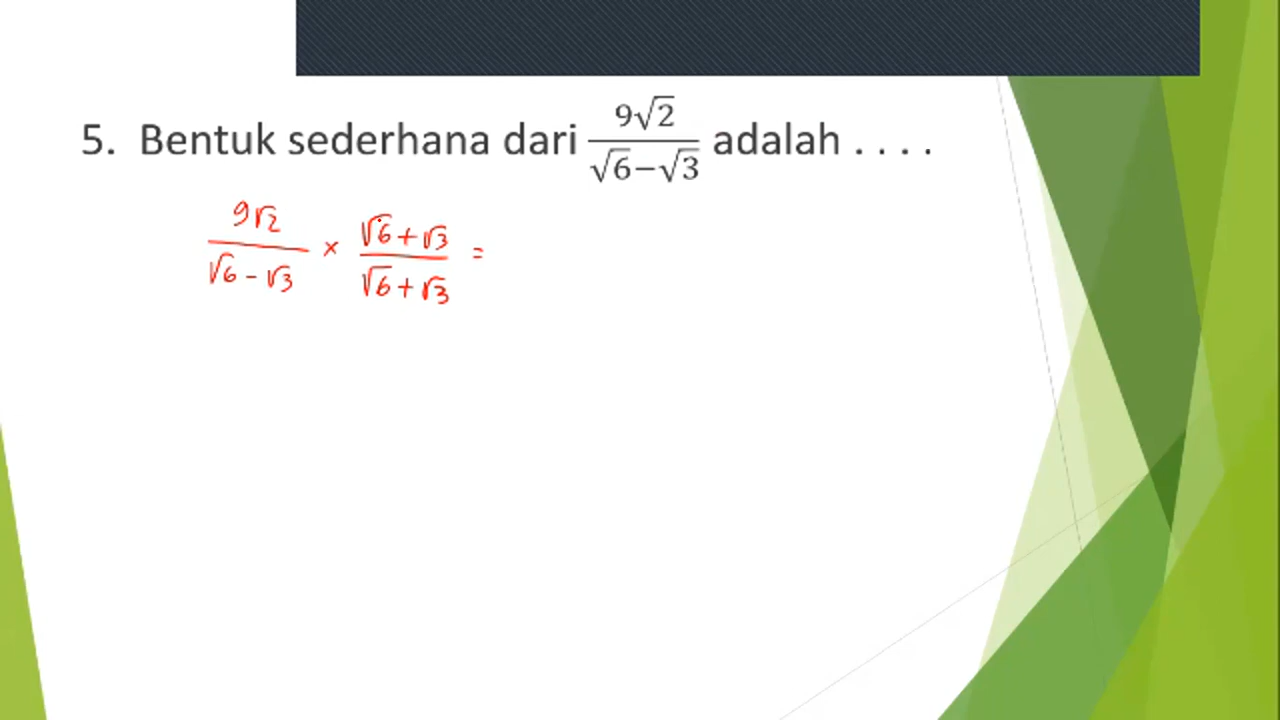 5. Bentuk sederhana dari 9√2 / √6−√3 adalah . . . .
9√2 / √6 − √3 × √6 + √3 / √6 + √3 =